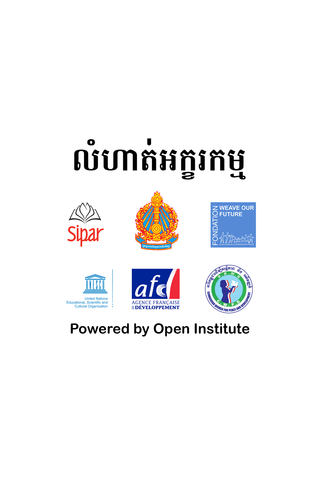 លំហាត់អក្ខរកម្ម
Sipar
FONDATION
WEAVE OUR
FUTURE
United Nations
Educational, Scientific and
Cultural Organization
afd
AGENCE FRANÇAISE
DE DÉVELOPPEMENT
Powered by Open Institute